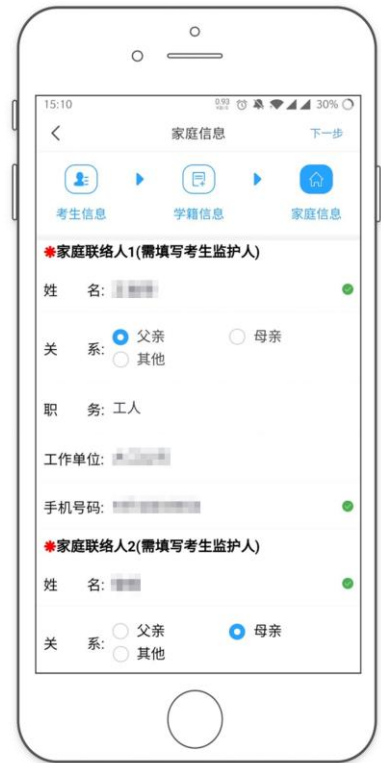 15:10 0.93 KB/S 30%
家庭信息 下一步
考生信息 学籍信息 家庭信息
✱家庭联络人1(需填写考生监护人)
姓 名:
关 系: 父亲 母亲
其他
职 务: 工人
工作单位:
手机号码:
✱家庭联络人2(需填写考生监护人)
姓 名:
关 系: 父亲 母亲
其他